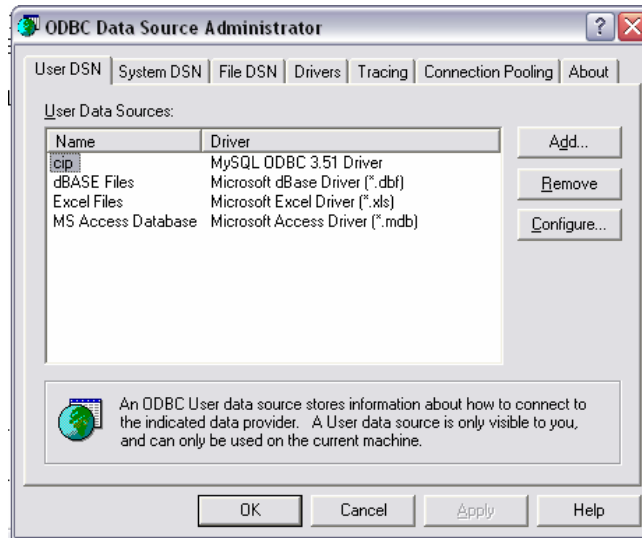 ODBC Data Source Administrator
User DSN System DSN File DSN Drivers Tracing Connection Pooling About
User Data Sources:
Name Driver
cip MySQL ODBC 3.51 Driver
dBASE Files Microsoft dBase Driver (*.dbf)
Excel Files Microsoft Excel Driver (*.xls)
MS Access Database Microsoft Access Driver (*.mdb)
Add...
Remove
Configure...
An ODBC User data source stores information about how to connect to
the indicated data provider. A User data source is only visible to you,
and can only be used on the current machine.
OK Cancel Apply Help